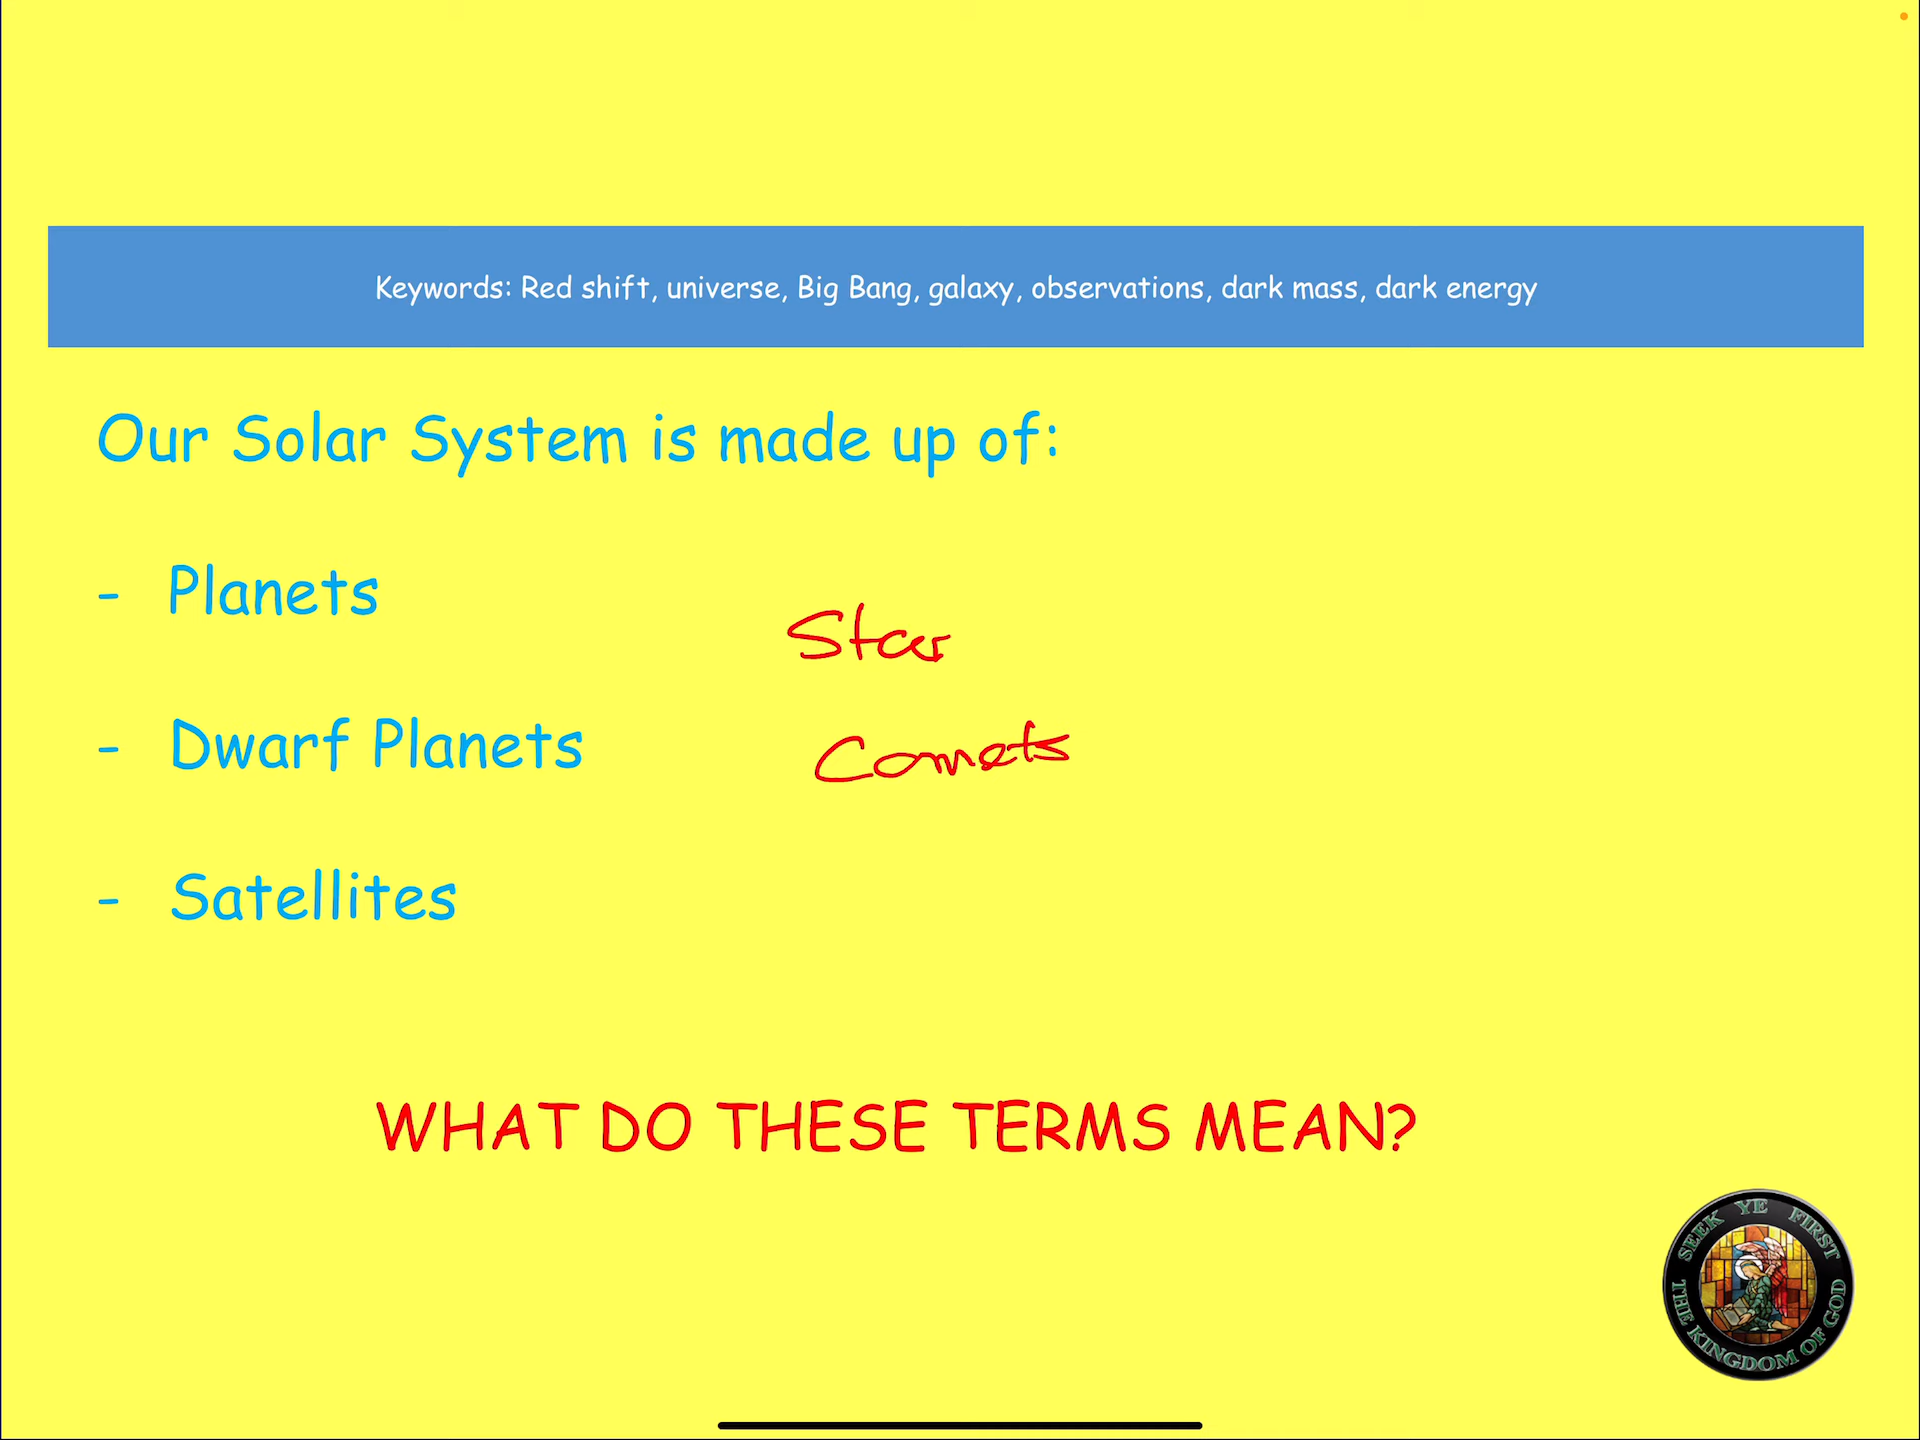 Keywords: Red shift, universe, Big Bang, galaxy, observations, dark mass, dark energy
Our Solar System is made up of:
- Planets
Star
- Dwarf Planets
Comets
- Satellites
WHAT DO THESE TERMS MEAN?
SEEK YE FIRST
THE KINGDOM OF GOD